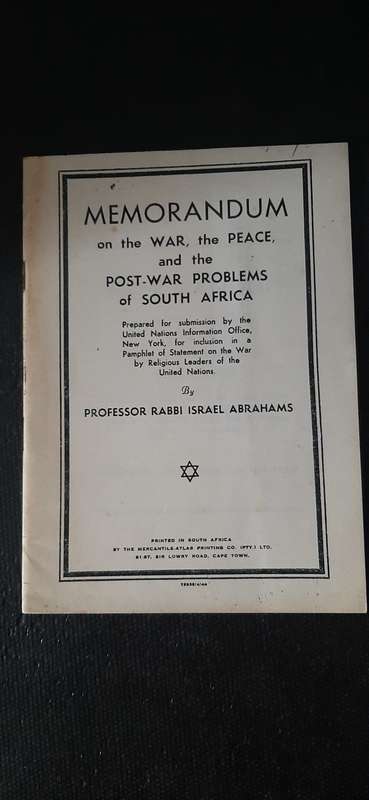 MEMORANDUM
on the WAR, the PEACE,
and the
POST-WAR PROBLEMS
of SOUTH AFRICA
Prepared for submission by the
United Nations Information Office,
New York, for inclusion in a
Pamphlet of Statement on the War
by Religious Leaders of the
United Nations.
By
PROFESSOR RABBI ISRAEL ABRAHAMS
PRINTED IN SOUTH AFRICA
BY THE MERCANTILE-ATLAS PRINTING CO. (PTY.) LTD.
61-67, SIR LOWRY ROAD, CAPE TOWN.